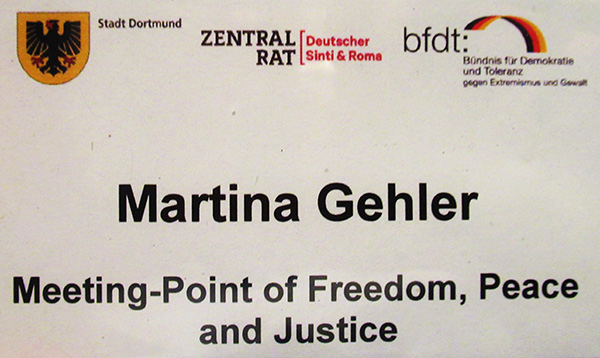 Stadt Dortmund
ZENTRAL
RAT
Deutscher
Sinti & Roma
bfdt:
Bündnis für Demokratie
und Toleranz
gegen Extremismus und Gewalt
Martina Gehler
Meeting-Point of Freedom, Peace
and Justice